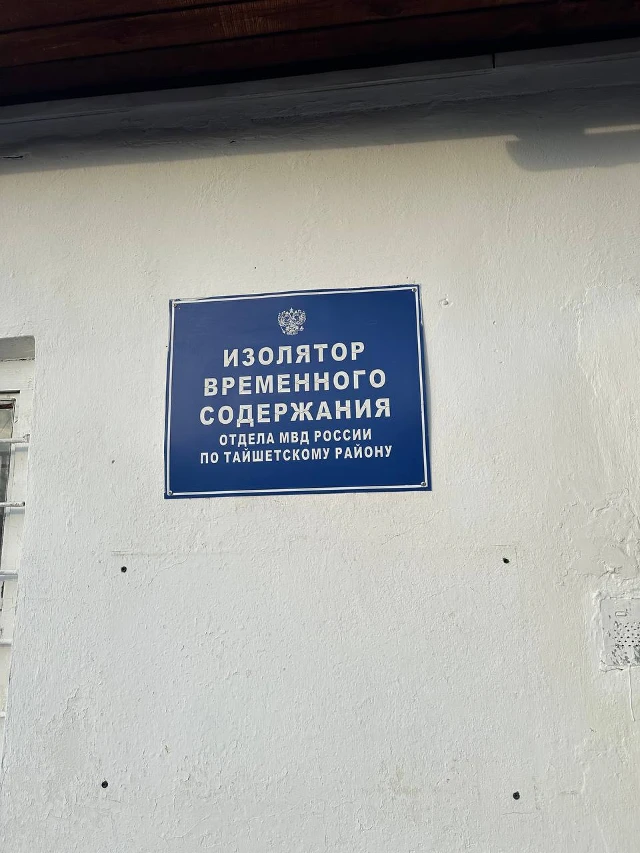 ИЗОЛЯТОР
ВРЕМЕННОГО
СОДЕРЖАНИЯ
ОТДЕЛА МВД РОССИИ
ПО ТАЙШЕТСКОМУ РАЙОНУ